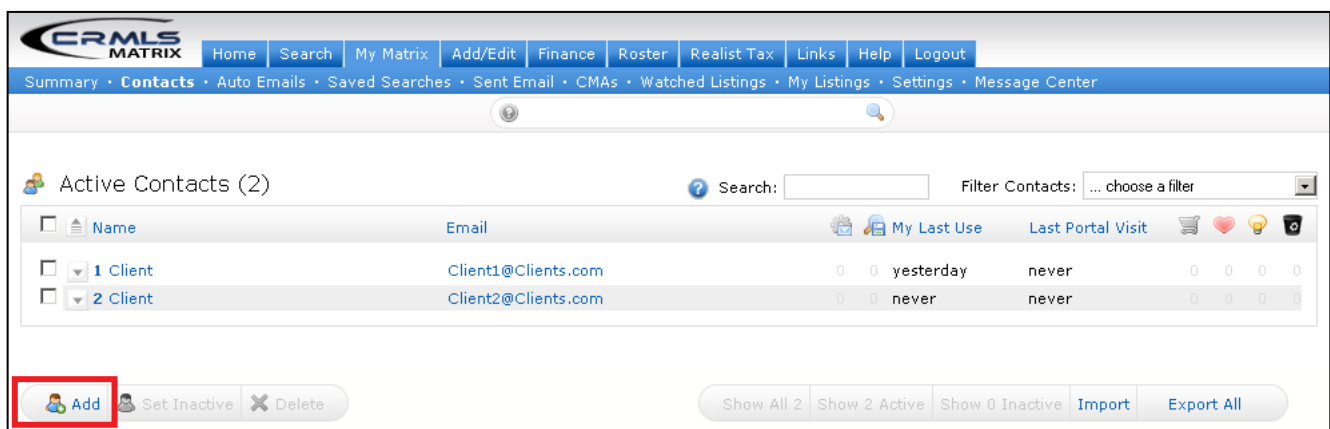 CRMLS
MATRIX
Home Search My Matrix Add/Edit Finance Roster Realist Tax Links Help Logout
Summary • Contacts • Auto Emails • Saved Searches • Sent Email • CMAs • Watched Listings • My Listings • Settings • Message Center
Active Contacts (2) Search: Filter Contacts: ... choose a filter
Name Email My Last Use Last Portal Visit
1 Client Client1@Clients.com 0 0 yesterday never 0 0 0 0
2 Client Client2@Clients.com 0 0 never never 0 0 0 0
Add Set Inactive Delete Show All 2 Show 2 Active Show 0 Inactive Import Export All